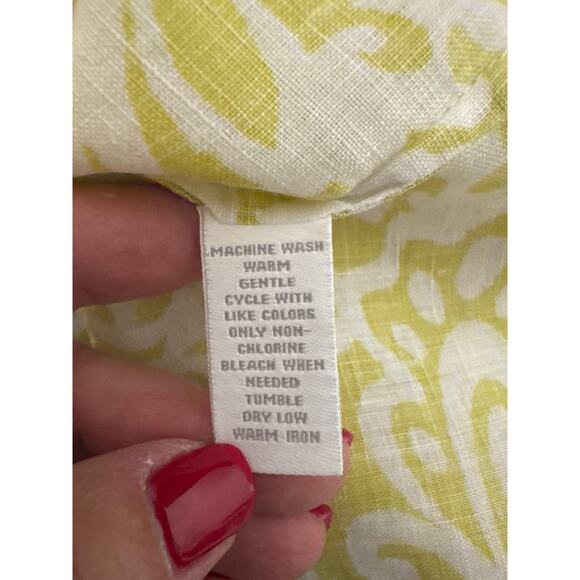 MACHINE WASH
WARM
GENTLE
CYCLE WITH
LIKE COLORS
ONLY NON-
CHLORINE
BLEACH WHEN
NEEDED
TUMBLE
DRY LOW
WARM IRON